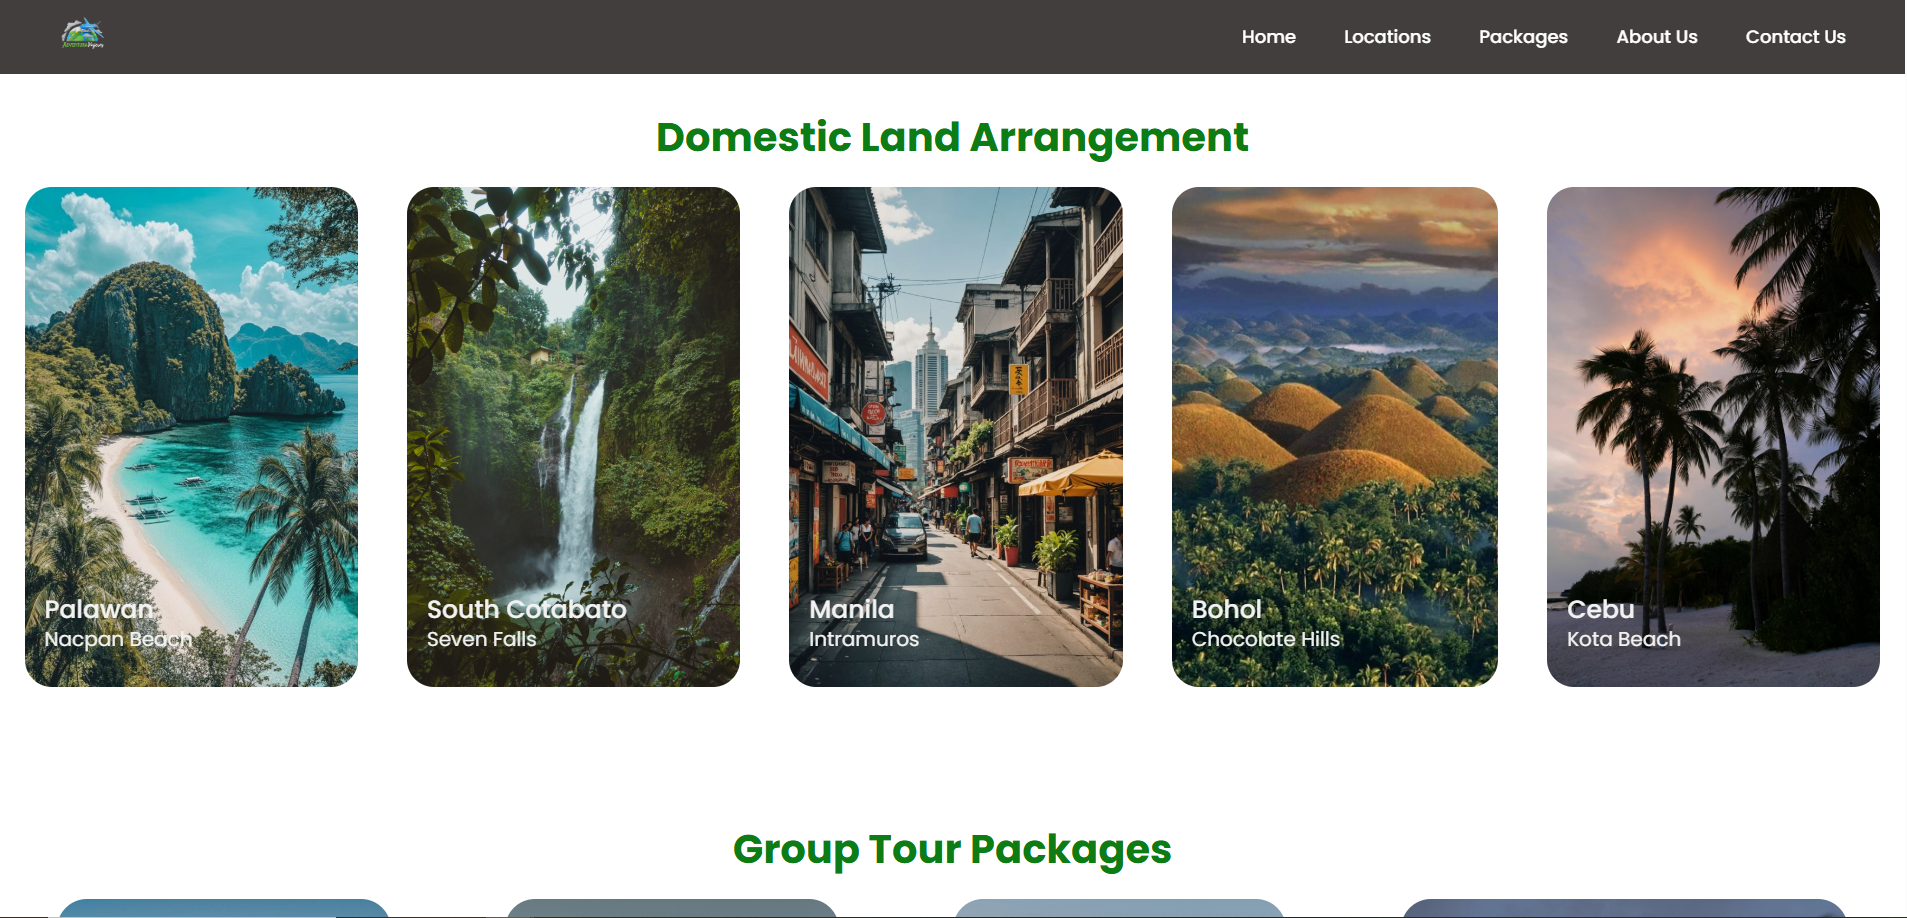 Home
Locations
Packages
About Us
Contact Us
Domestic Land Arrangement
Palawan
Nacpan Beach
South Cotabato
Seven Falls
Manila
Intramuros
Bohol
Chocolate Hills
Cebu
Kota Beach
Group Tour Packages